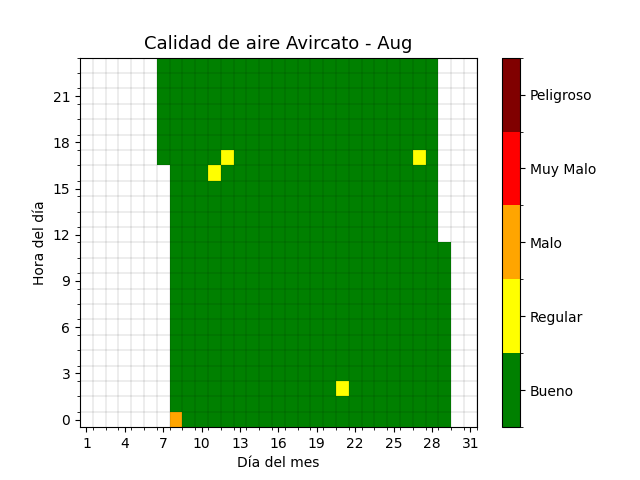 Calidad de aire Avircato - Aug
Hora del día
21
18
15
12
9
6
3
0
1 4 7 10 13 16 19 22 25 28 31
Día del mes
Peligroso
Muy Malo
Malo
Regular
Bueno